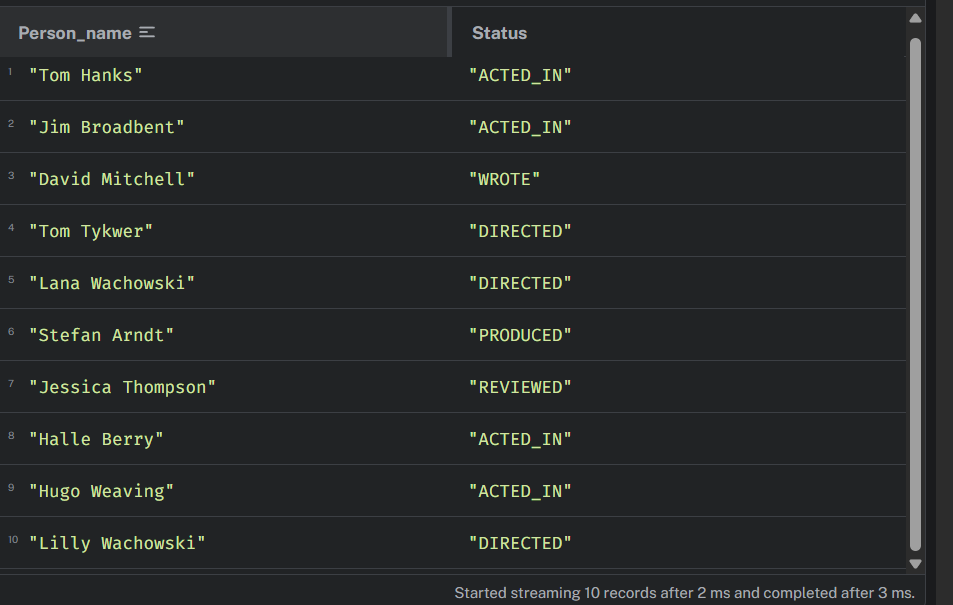 Person_name Status
1 "Tom Hanks" "ACTED_IN"
2 "Jim Broadbent" "ACTED_IN"
3 "David Mitchell" "WROTE"
4 "Tom Tykwer" "DIRECTED"
5 "Lana Wachowski" "DIRECTED"
6 "Stefan Arndt" "PRODUCED"
7 "Jessica Thompson" "REVIEWED"
8 "Halle Berry" "ACTED_IN"
9 "Hugo Weaving" "ACTED_IN"
10 "Lilly Wachowski" "DIRECTED"
Started streaming 10 records after 2 ms and completed after 3 ms.